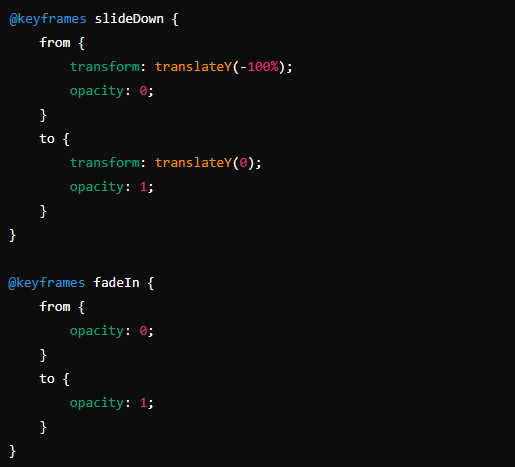 @keyframes slideDown {
    from {
        transform: translateY(-100%);
        opacity: 0;
    }
    to {
        transform: translateY(0);
        opacity: 1;
    }
}

@keyframes fadeIn {
    from {
        opacity: 0;
    }
    to {
        opacity: 1;
    }
}